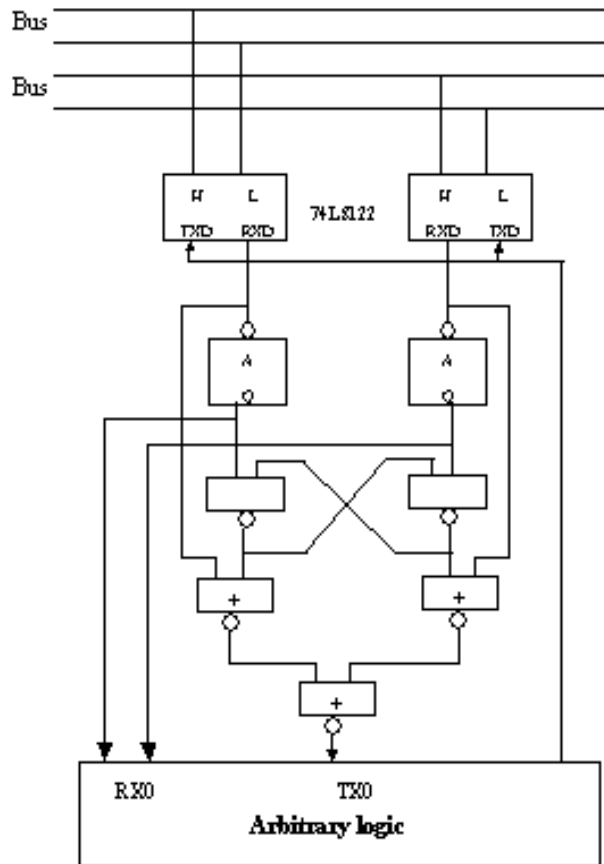 Bus
Bus
H L
TXD RXD
74LS122
H L
RXD TXD
A
Q
A
Q
+
+
+
RX0
TX0
Arbitrary logic